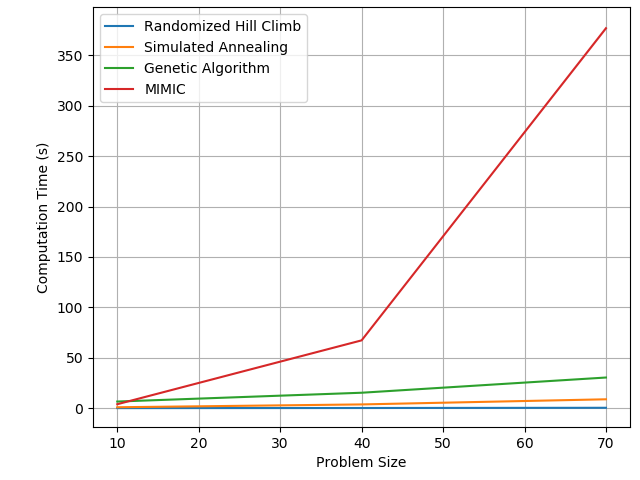 Randomized Hill Climb
Simulated Annealing
Genetic Algorithm
MIMIC
350
300
250
200
150
100
50
0
Computation Time (s)
10 20 30 40 50 60 70
Problem Size